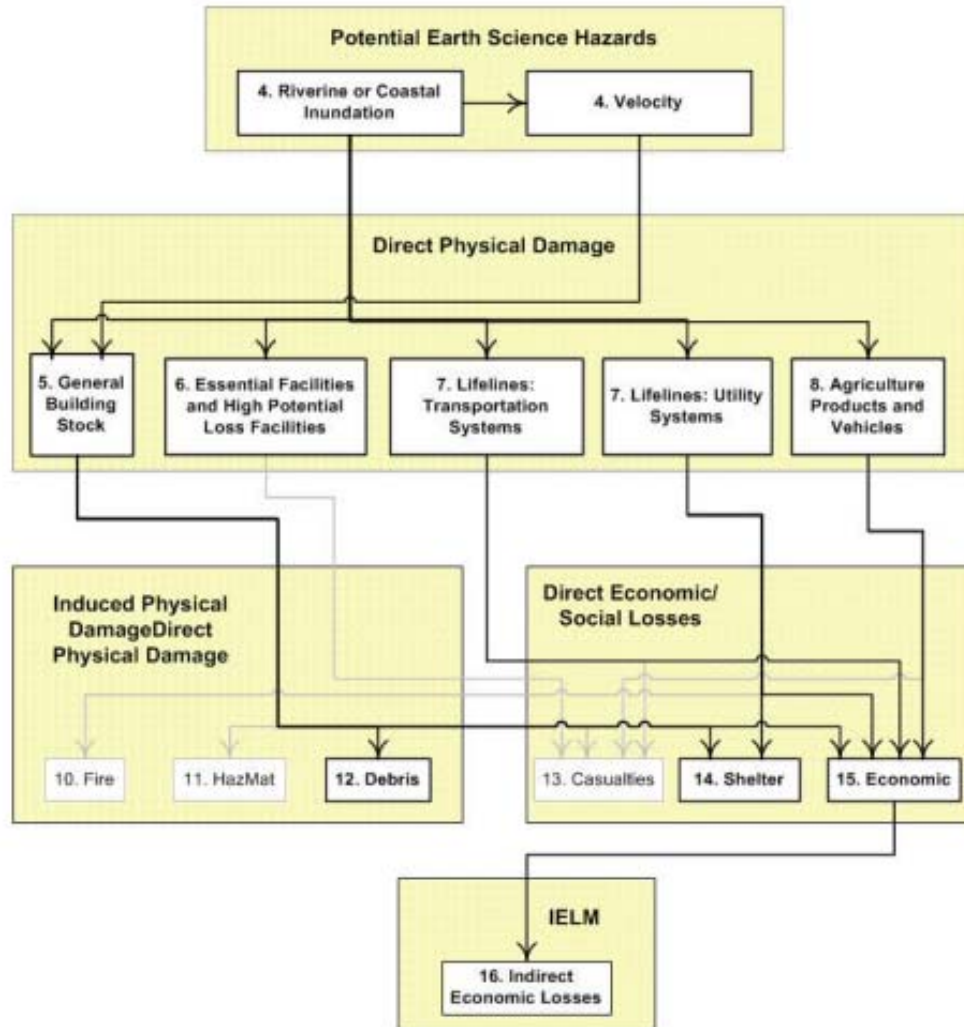 Potential Earth Science Hazards
4. Riverine or Coastal
Inundation
4. Velocity
Direct Physical Damage
5. General
Building
Stock
6. Essential Facilities
and High Potential
Loss Facilities
7. Lifelines:
Transportation
Systems
7. Lifelines: Utility
Systems
8. Agriculture
Products and
Vehicles
Induced Physical
DamageDirect
Physical Damage
Direct Economic/
Social Losses
10. Fire
11. HazMat
12. Debris
13. Casualties
14. Shelter
15. Economic
IELM
16. Indirect
Economic Losses